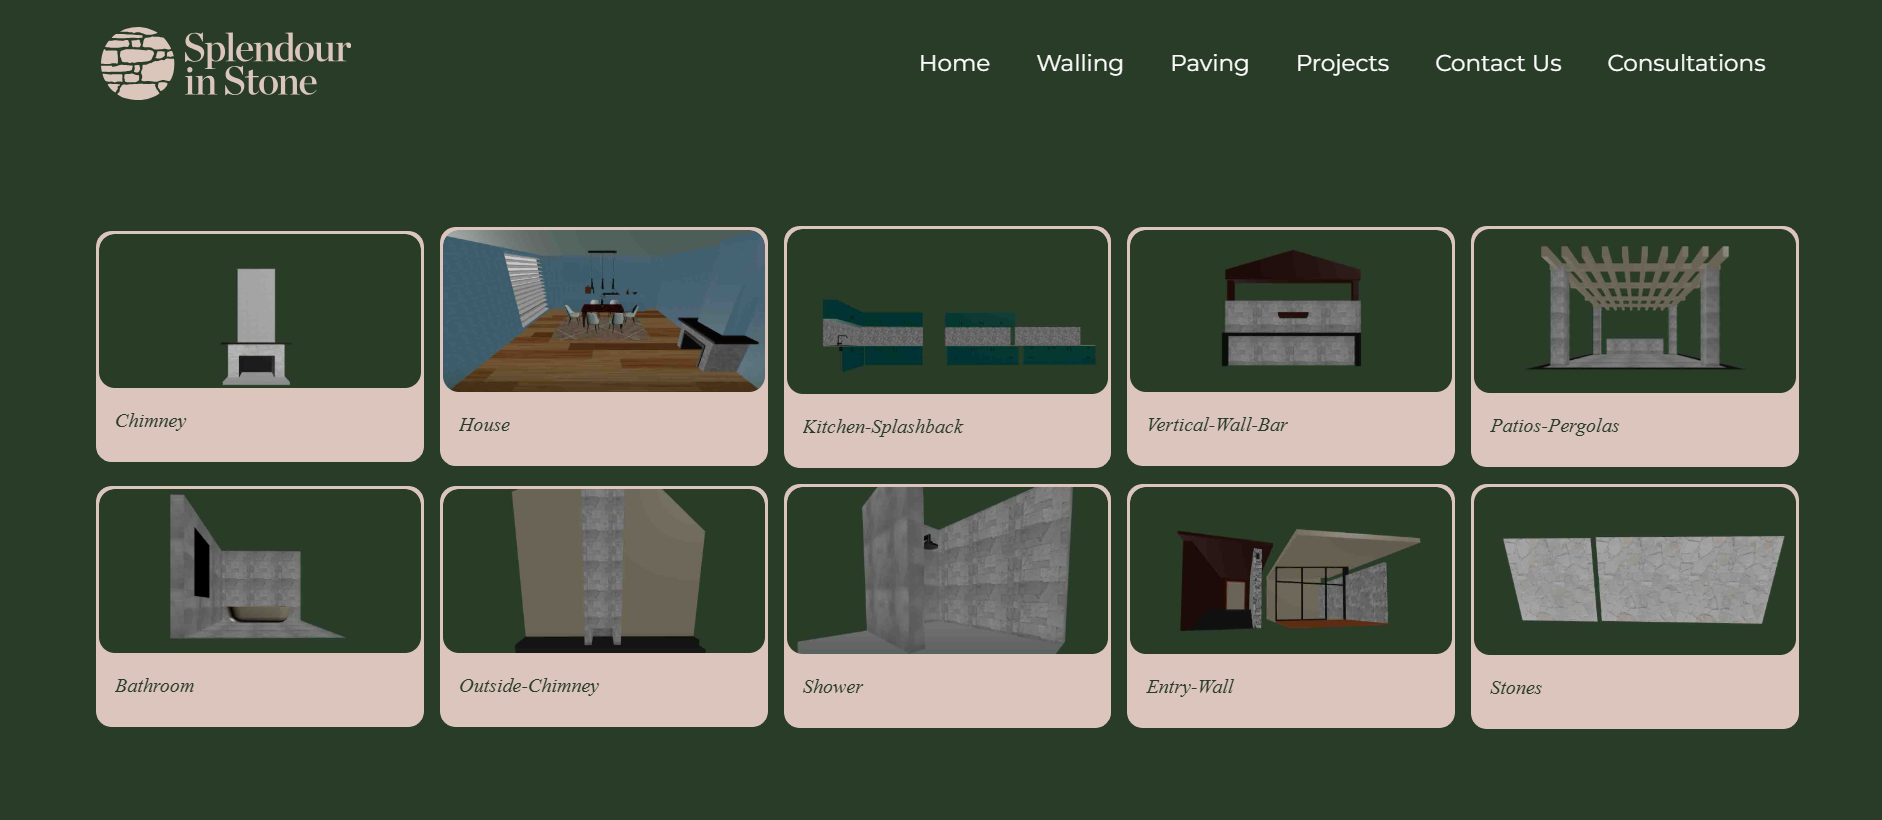 Splendour
in Stone
Home Walling Paving Projects Contact Us Consultations
Chimney
House
Kitchen-Splashback
Vertical-Wall-Bar
Patios-Pergolas
Bathroom
Outside-Chimney
Shower
Entry-Wall
Stones